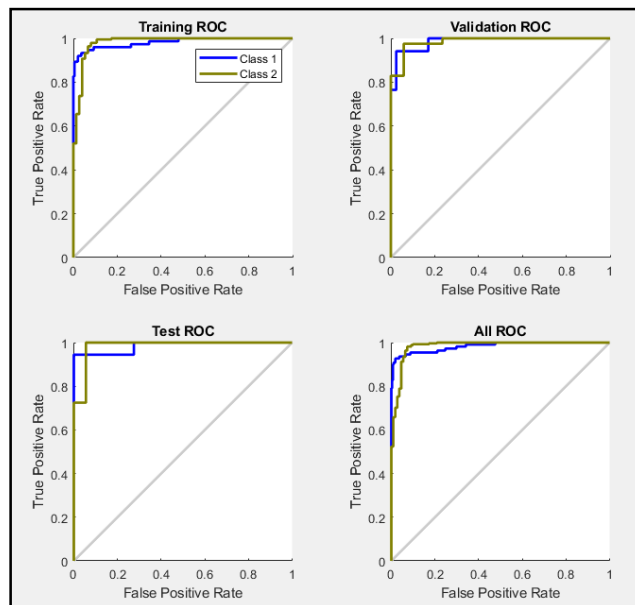 Training ROC
1
0.8
0.6
0.4
0.2
0
True Positive Rate
0 0.2 0.4 0.6 0.8 1
False Positive Rate
Class 1
Class 2
Validation ROC
1
0.8
0.6
0.4
0.2
0
True Positive Rate
0 0.2 0.4 0.6 0.8 1
False Positive Rate
Test ROC
1
0.8
0.6
0.4
0.2
0
True Positive Rate
0 0.2 0.4 0.6 0.8 1
False Positive Rate
All ROC
1
0.8
0.6
0.4
0.2
0
True Positive Rate
0 0.2 0.4 0.6 0.8 1
False Positive Rate